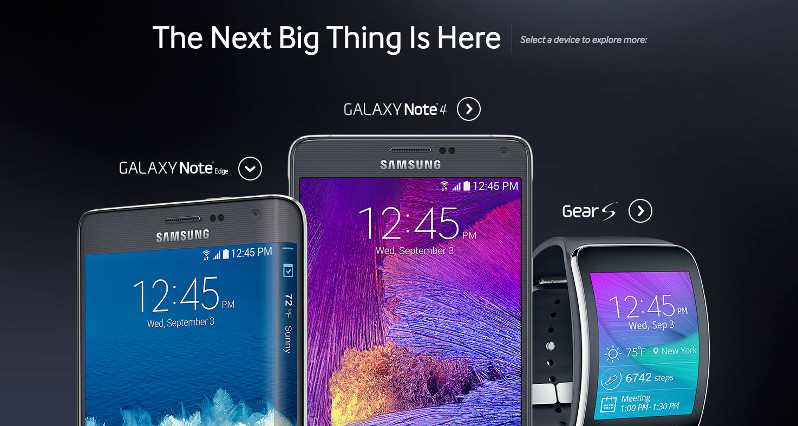 The Next Big Thing Is Here
Select a device to explore more:
GALAXY Note 4
GALAXY Note Edge
SAMSUNG
12:45 PM
12:45 PM
Wed, September 3
Gear S
SAMSUNG
12:45 PM
12:45 PM
Wed, September 3
72 °F Sunny
12:45 PM
Wed, Sep 3
75°F New York
6742 steps
Meeting
1:00 PM- 1:30 PM